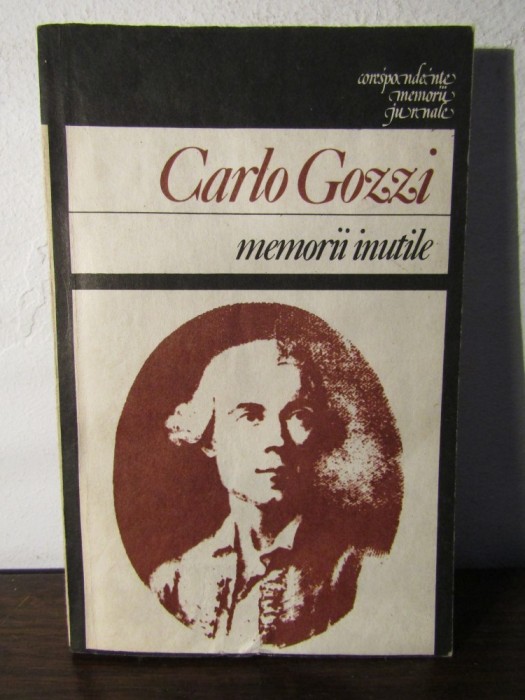 corespondențe
memorii
jurnale
Carlo Gozzi
memorii inutile